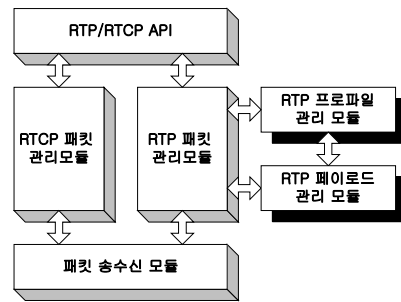 RTP/RTCP API
RTCP 패킷
관리모듈
RTP 패킷
관리모듈
RTP 프로파일
관리 모듈
RTP 페이로드
관리 모듈
패킷 송수신 모듈